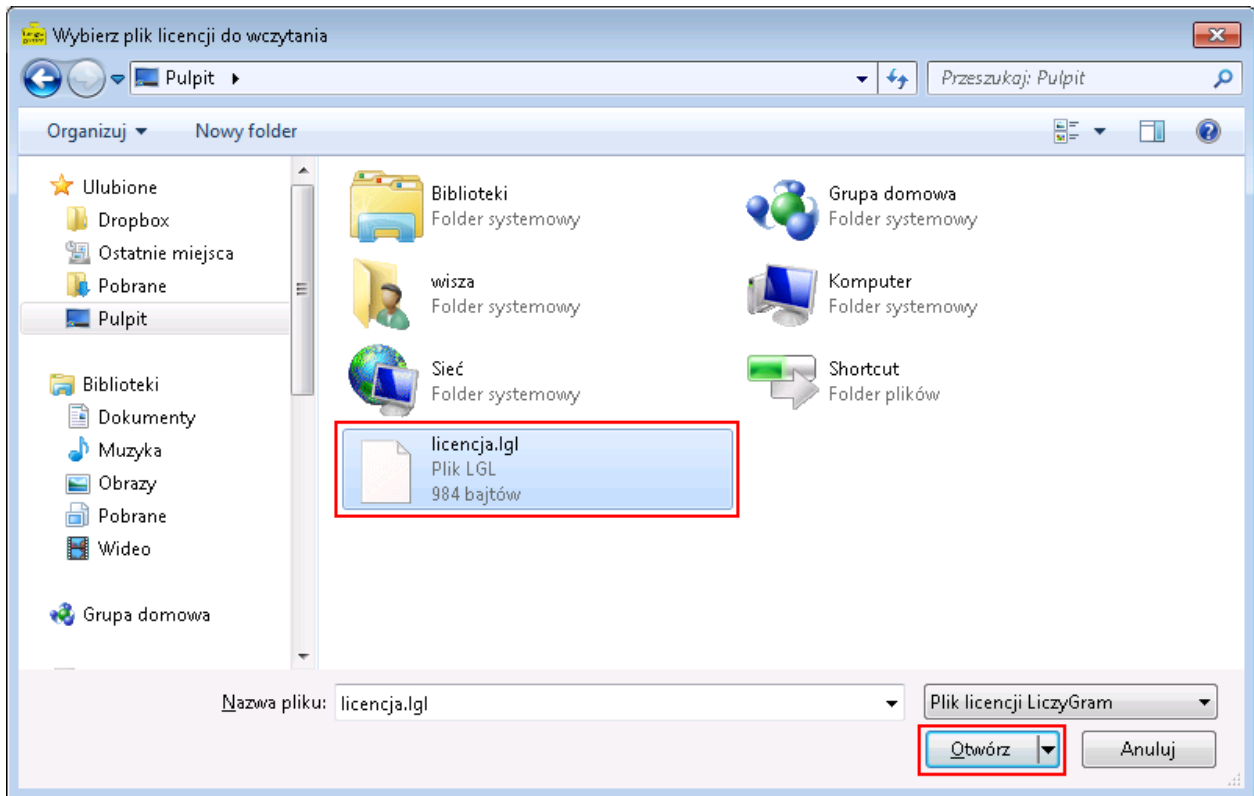 Wybierz plik licencji do wczytania
Pulpit
Przeszukaj: Pulpit
Organizuj
Nowy folder
Ulubione
Dropbox
Ostatnie miejsca
Pobrane
Pulpit
Biblioteki
Dokumenty
Muzyka
Obrazy
Pobrane
Wideo
Grupa domowa
Biblioteki
Folder systemowy
Grupa domowa
Folder systemowy
wisza
Folder systemowy
Komputer
Folder systemowy
Sieć
Folder systemowy
Shortcut
Folder plików
licencja.lgl
Plik LGL
984 bajtów
Nazwa pliku:
licencja.lgl
Plik licencji LiczyGram
Otwórz
Anuluj